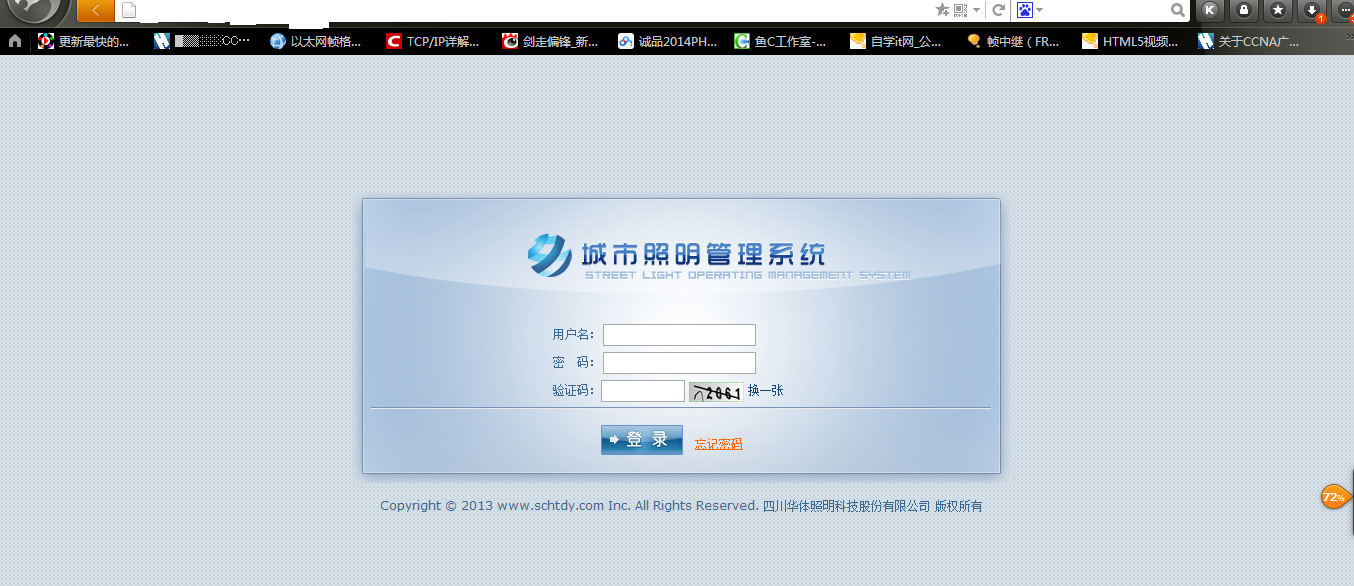 更新最快的... CC··· 以太网帧格... TCP/IP详解... 剑走偏锋_新... 诚品2014PH... 鱼C工作室-... 自学it网_公... 帧中继（FR... HTML5视频... 关于CCNA广...
城市照明管理系统
STREET LIGHT OPERATING MANAGEMENT SYSTEM
用户名：
密 码：
验证码： 2061 换一张
登 录 忘记密码
Copyright © 2013 www.schtdy.com Inc. All Rights Reserved. 四川华体照明科技股份有限公司 版权所有
72%